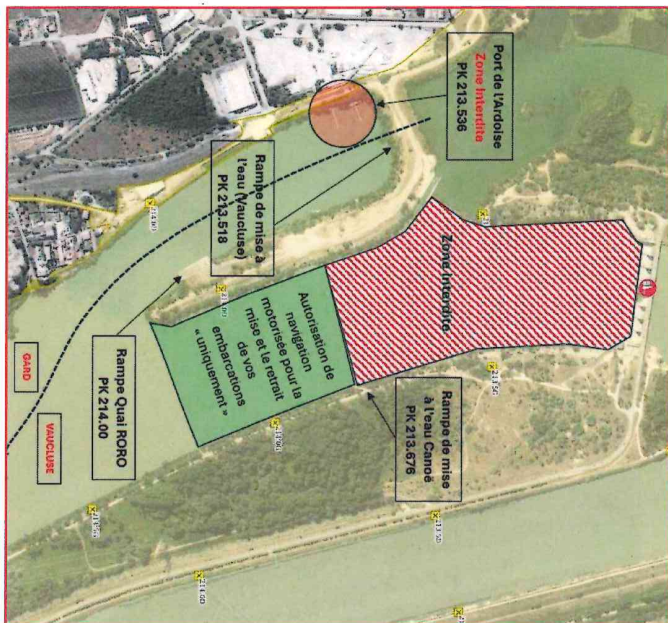 Port de l'Ardoise
Zone Interdite
PK 213.536
Rampe de mise à
l'eau (Vaucluse)
PK 213.518
Zone Interdite
Autorisation de
navigation
motorisée pour la
mise et la retrait
de vos
embarcations
« uniquement »
Rampe de mise
à l'eau Canoë
PK 213.676
Rampe Quai RORO
PK 214.00
GARD
VAUCLUSE